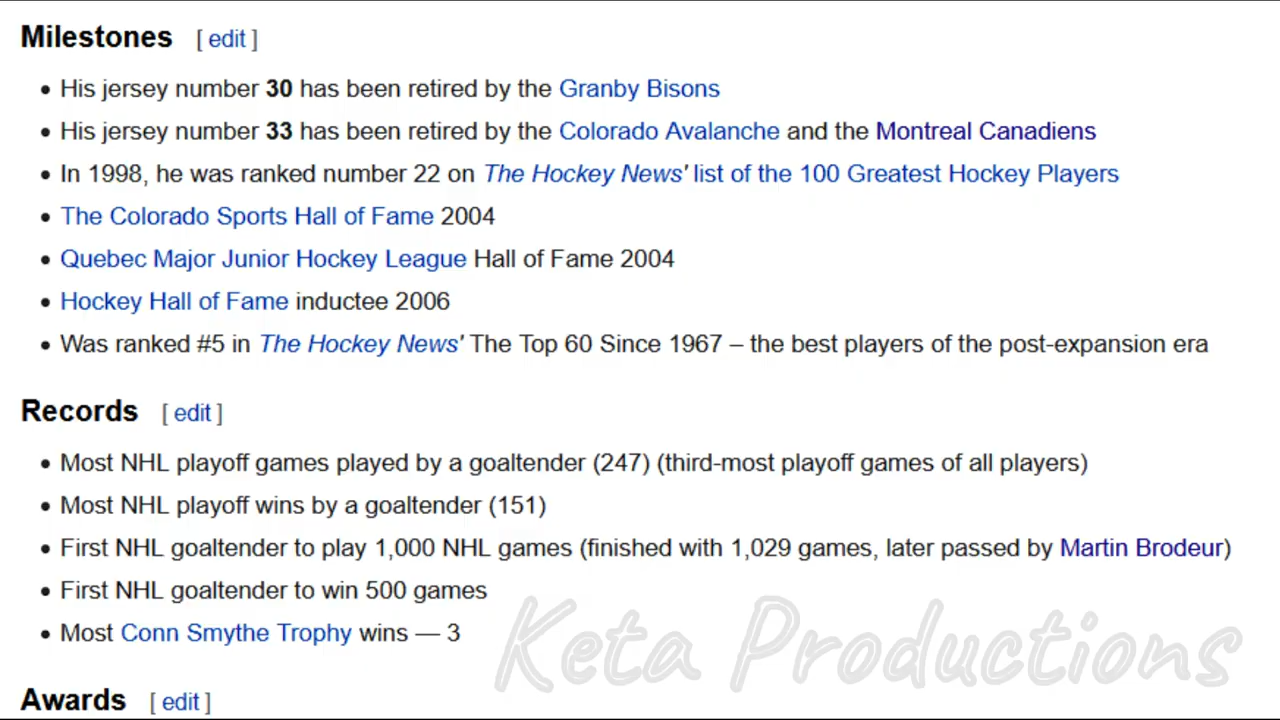 Milestones [ edit ]
• His jersey number 30 has been retired by the Granby Bisons
• His jersey number 33 has been retired by the Colorado Avalanche and the Montreal Canadiens
• In 1998, he was ranked number 22 on The Hockey News' list of the 100 Greatest Hockey Players
• The Colorado Sports Hall of Fame 2004
• Quebec Major Junior Hockey League Hall of Fame 2004
• Hockey Hall of Fame inductee 2006
• Was ranked #5 in The Hockey News' The Top 60 Since 1967 – the best players of the post-expansion era
Records [ edit ]
• Most NHL playoff games played by a goaltender (247) (third-most playoff games of all players)
• Most NHL playoff wins by a goaltender (151)
• First NHL goaltender to play 1,000 NHL games (finished with 1,029 games, later passed by Martin Brodeur)
• First NHL goaltender to win 500 games
• Most Conn Smythe Trophy wins — 3
Keta Productions
Awards [ edit ]